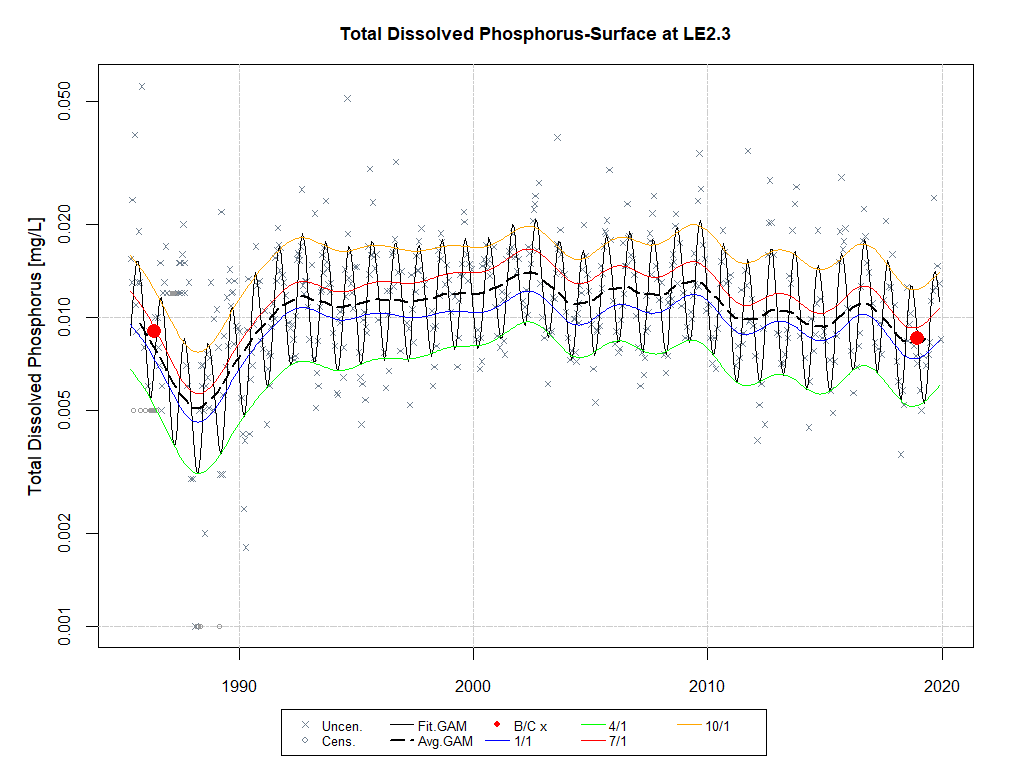 Total Dissolved Phosphorus-Surface at LE2.3
Total Dissolved Phosphorus [mg/L]
0.050
0.020
0.010
0.005
0.002
0.001
1990 2000 2010 2020
Uncen. Fit.GAM B/C x 4/1 10/1
Cens. Avg.GAM 1/1 7/1